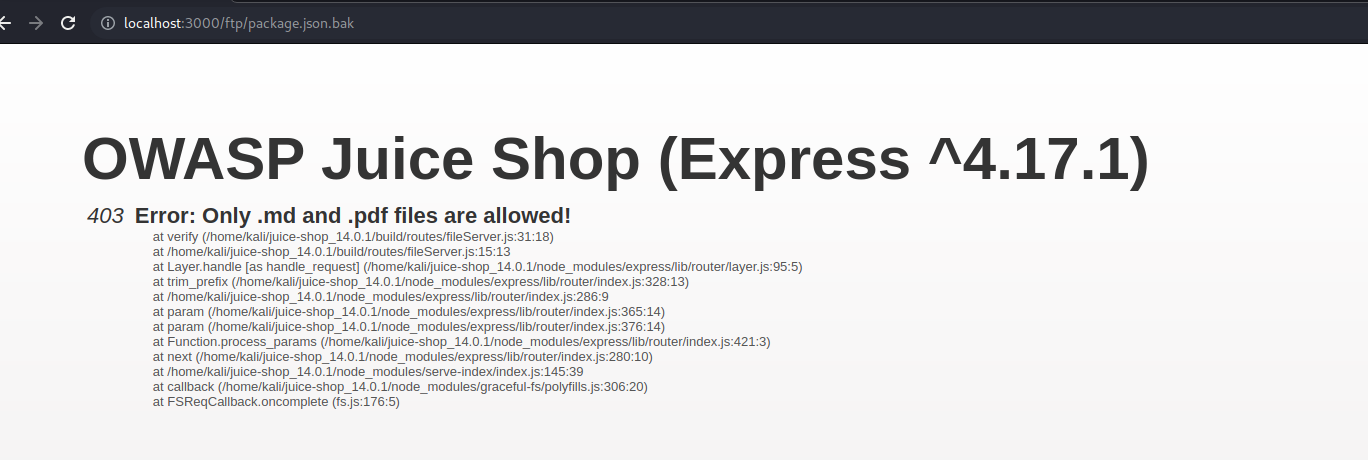 localhost:3000/ftp/package.json.bak
OWASP Juice Shop (Express ^4.17.1)
403 Error: Only .md and .pdf files are allowed!
at verify (/home/kali/juice-shop_14.0.1/build/routes/fileServer.js:31:18)
at /home/kali/juice-shop_14.0.1/build/routes/fileServer.js:15:13
at Layer.handle [as handle_request] (/home/kali/juice-shop_14.0.1/node_modules/express/lib/router/layer.js:95:5)
at trim_prefix (/home/kali/juice-shop_14.0.1/node_modules/express/lib/router/index.js:328:13)
at /home/kali/juice-shop_14.0.1/node_modules/express/lib/router/index.js:286:9
at param (/home/kali/juice-shop_14.0.1/node_modules/express/lib/router/index.js:365:14)
at param (/home/kali/juice-shop_14.0.1/node_modules/express/lib/router/index.js:376:14)
at Function.process_params (/home/kali/juice-shop_14.0.1/node_modules/express/lib/router/index.js:421:3)
at next (/home/kali/juice-shop_14.0.1/node_modules/express/lib/router/index.js:280:10)
at /home/kali/juice-shop_14.0.1/node_modules/serve-index/index.js:145:39
at callback (/home/kali/juice-shop_14.0.1/node_modules/graceful-fs/polyfills.js:306:20)
at FSReqCallback.oncomplete (fs.js:176:5)